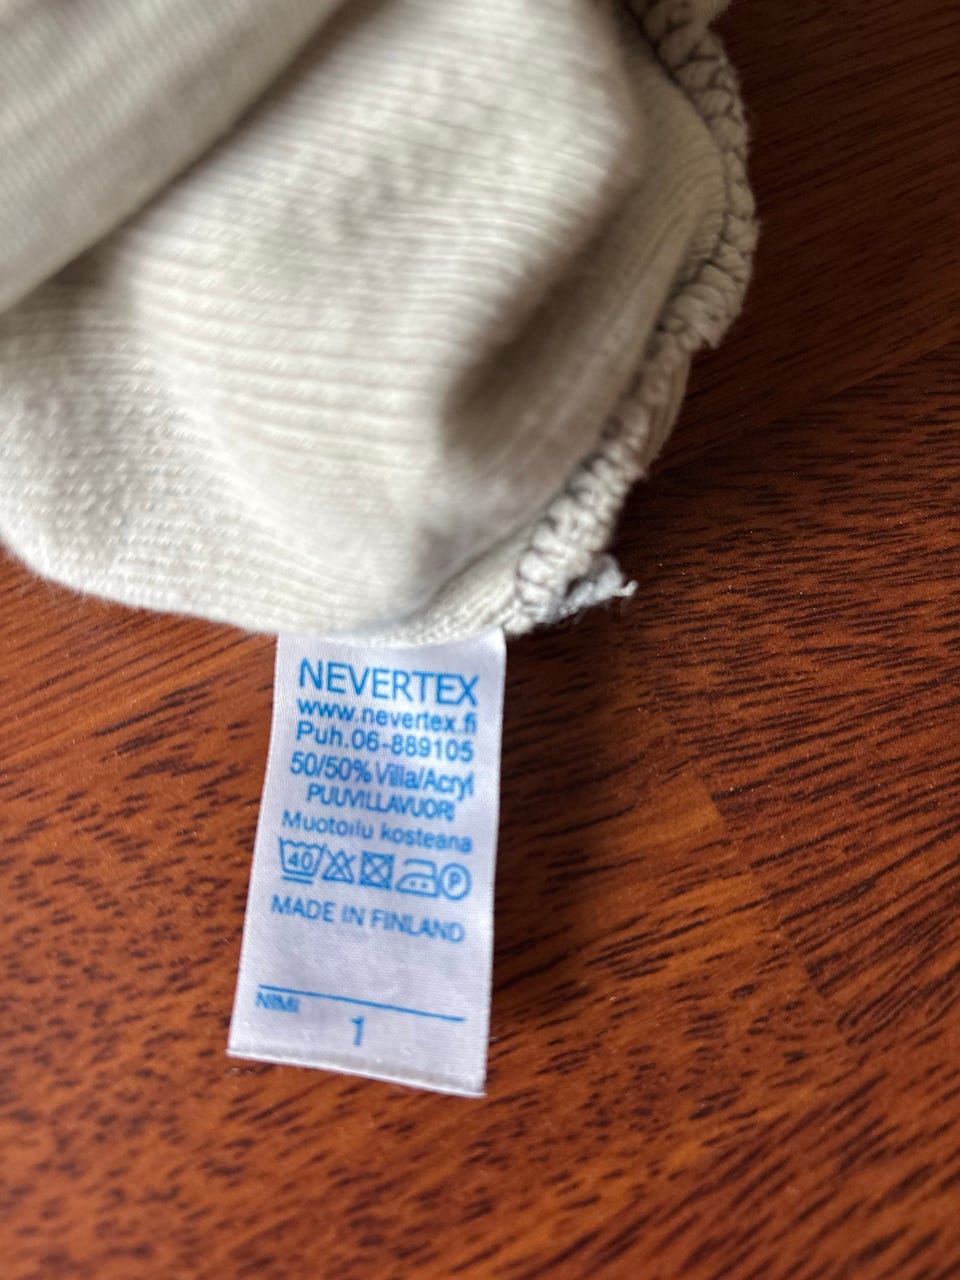 NEVERTEX
www.nevertex.fi
Puh.06-889105
50/50% Villa/Acryl
PUUVILLAVUORI
Muotoilu kosteana
40 P
MADE IN FINLAND
NIMI
1